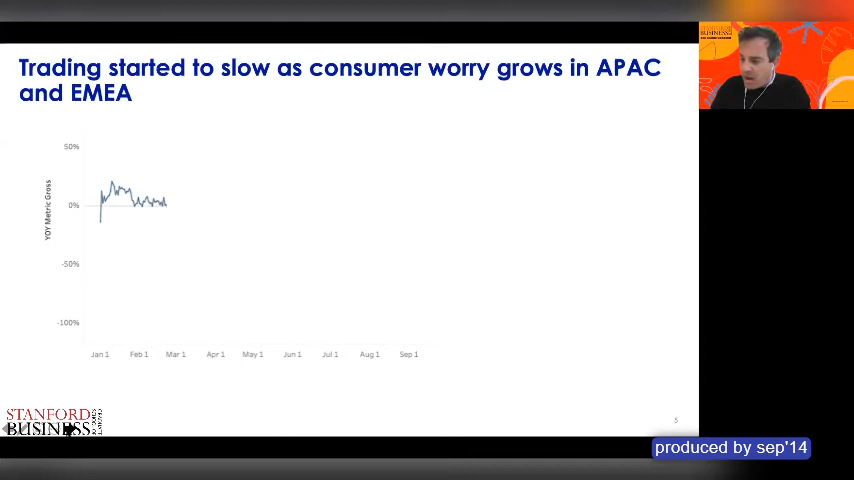 Trading started to slow as consumer worry grows in APAC
and EMEA
50%
0%
-50%
-100%
YOY Metric Gross
Jan 1
Feb 1
Mar 1
Apr 1
May 1
Jun 1
Jul 1
Aug 1
Sep 1
STANFORD
BUSINESS
5
STANFORD
BUSINESS
produced by sep'14